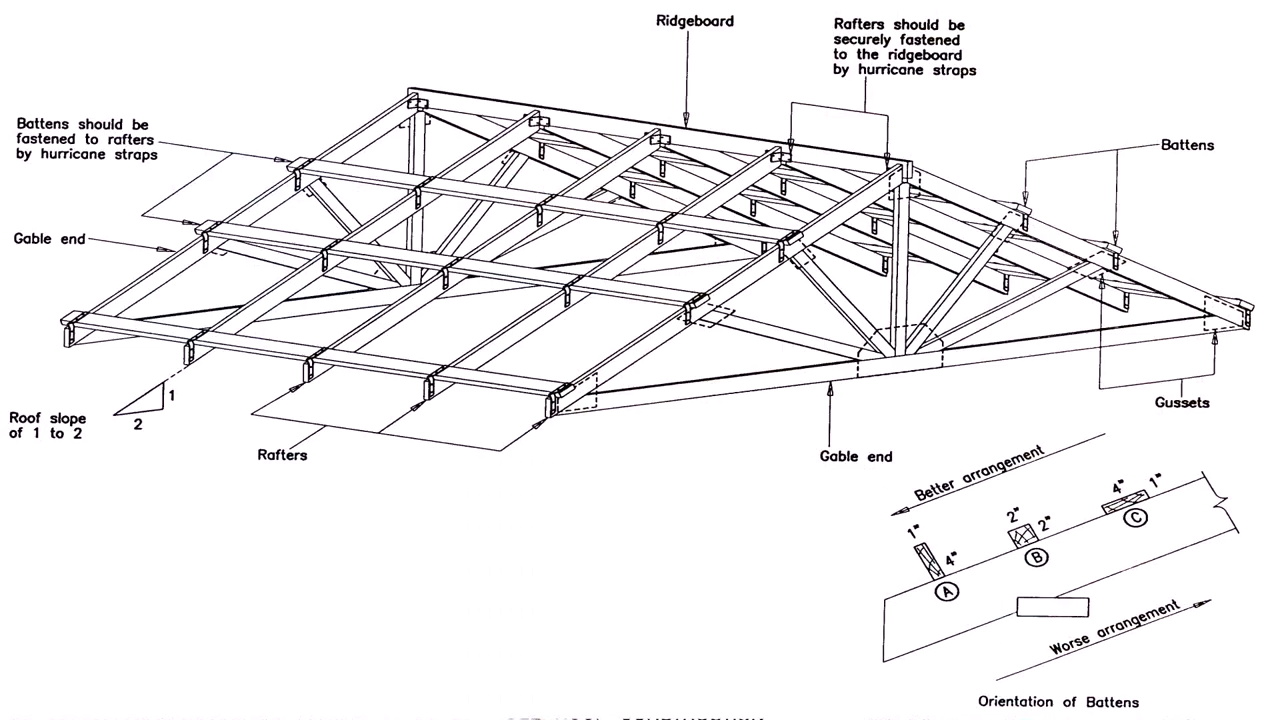 Ridgeboard
Rafters should be
securely fastened
to the ridgeboard
by hurricane straps
Battens should be
fastened to rafters
by hurricane straps
Battens
Gable end
1
2
Roof slope
of 1 to 2
Rafters
Gable end
Gussets
Better arrangement
1"
4"
A
2"
2"
B
4"
1"
C
Worse arrangement
Orientation of Battens